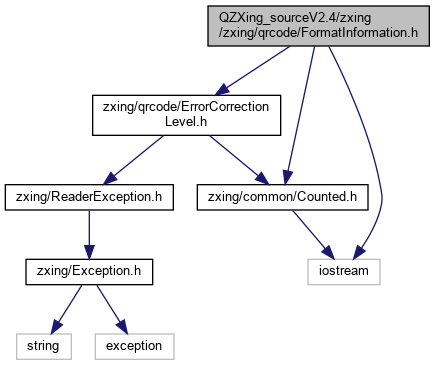 QZXing_sourceV2.4/zxing
/zxing/qrcode/FormatInformation.h
zxing/qrcode/ErrorCorrection
Level.h
zxing/ReaderException.h
zxing/common/Counted.h
zxing/Exception.h
iostream
string
exception